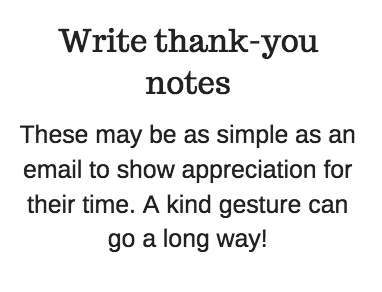 Write thank-you
notes
These may be as simple as an
email to show appreciation for
their time. A kind gesture can
go a long way!